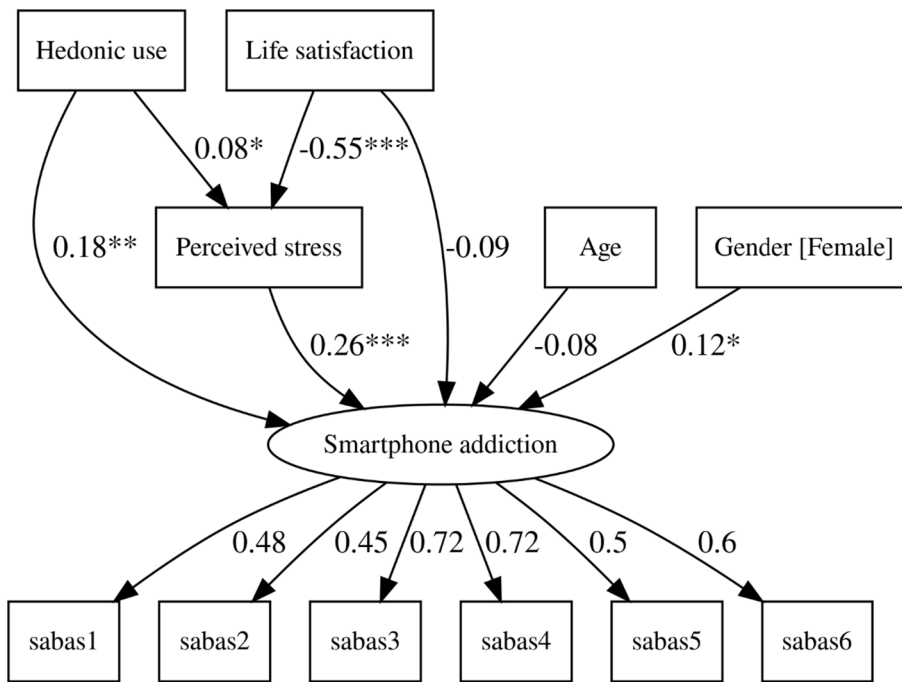 Hedonic use
Life satisfaction
0.08*
-0.55***
0.18**
Perceived stress
-0.09
Age
Gender [Female]
0.26***
-0.08
0.12*
Smartphone addiction
0.48
0.45
0.72
0.72
0.5
0.6
sabas1
sabas2
sabas3
sabas4
sabas5
sabas6